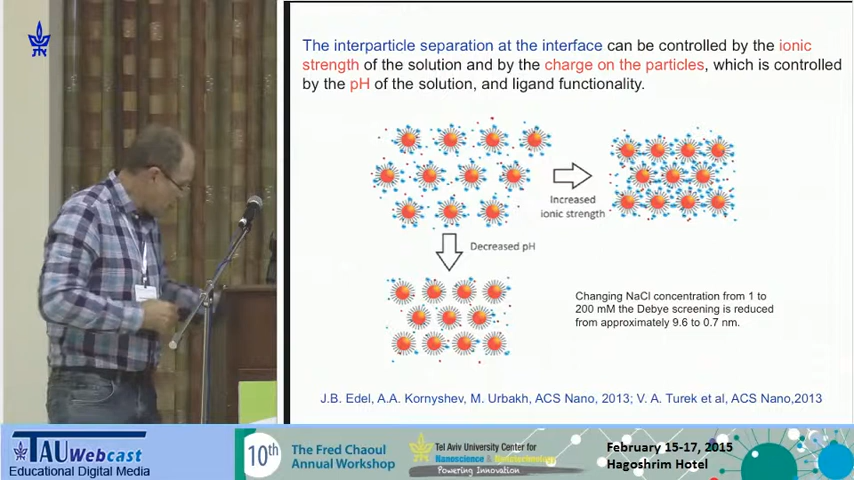 The interparticle separation at the interface can be controlled by the ionic
strength of the solution and by the charge on the particles, which is controlled
by the pH of the solution, and ligand functionality.
Increased
ionic strength
Decreased pH
Changing NaCl concentration from 1 to
200 mM the Debye screening is reduced
from approximately 9.6 to 0.7 nm.
J.B. Edel, A.A. Kornyshev, M. Urbakh, ACS Nano, 2013; V. A. Turek et al, ACS Nano,2013
TAU Webcast
Educational Digital Media
10th
The Fred Chaoul
Annual Workshop
Tel Aviv University Center for
Nanoscience & Nanotechnology
Powering Innovation
February 15-17, 2015
Hagoshrim Hotel